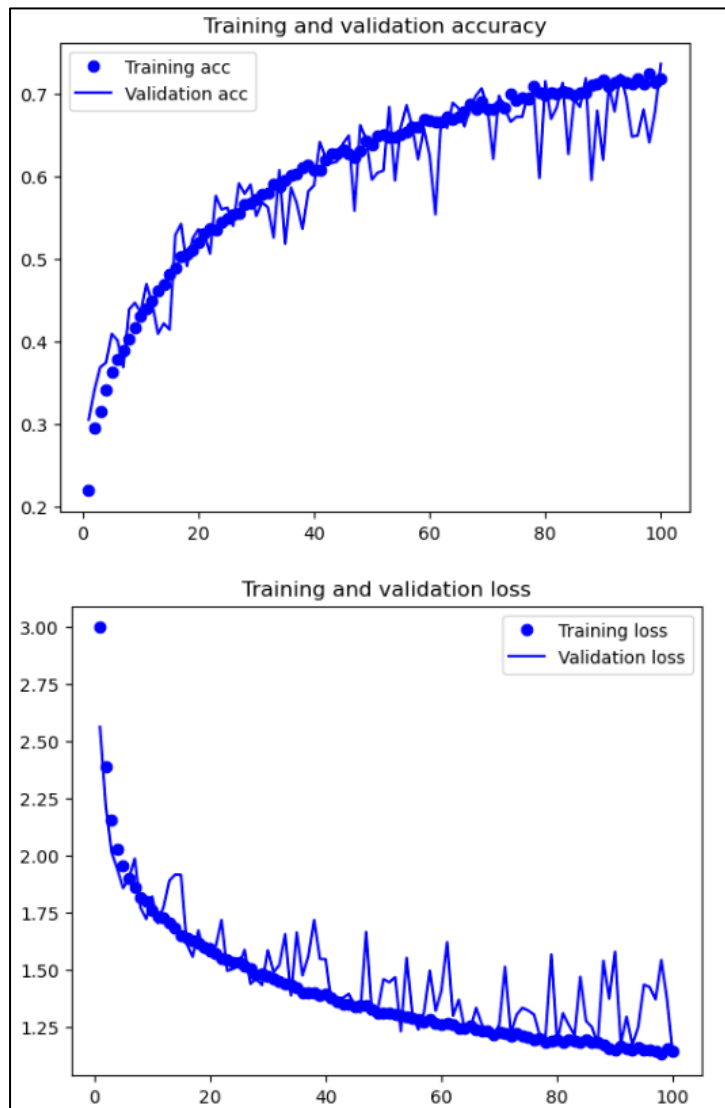 Training and validation accuracy
Training acc
Validation acc
0.7
0.6
0.5
0.4
0.3
0.2
0 20 40 60 80 100
Training and validation loss
Training loss
Validation loss
3.00
2.75
2.50
2.25
2.00
1.75
1.50
1.25
0 20 40 60 80 100